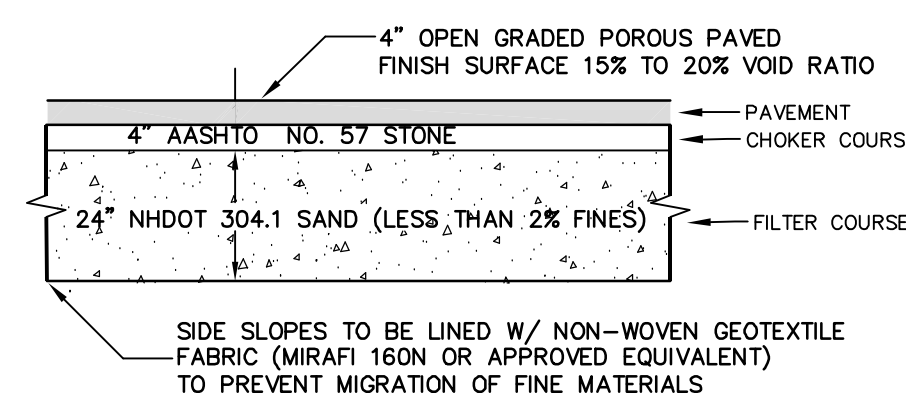 4" OPEN GRADED POROUS PAVED
FINISH SURFACE 15% TO 20% VOID RATIO
PAVEMENT
4" AASHTO NO. 57 STONE
CHOKER COURS
24" NHDOT 304.1 SAND (LESS THAN 2% FINES)
FILTER COURSE
SIDE SLOPES TO BE LINED W/ NON-WOVEN GEOTEXTILE
FABRIC (MIRAFI 160N OR APPROVED EQUIVALENT)
TO PREVENT MIGRATION OF FINE MATERIALS